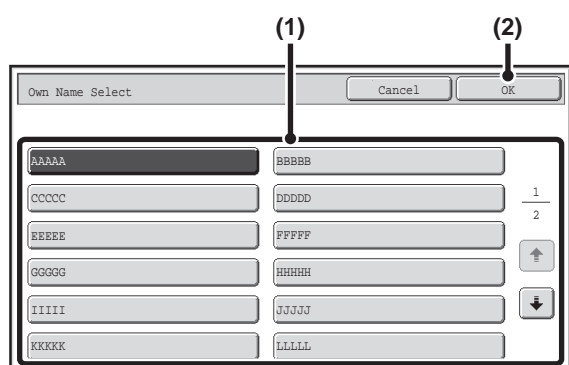 (1) (2)
Own Name Select Cancel OK
AAAAA BBBBB
CCCCC DDDDD 1
2
EEEEE FFFFF
GGGGG HHHHH
IIIII JJJJJ
KKKKK LLLLL